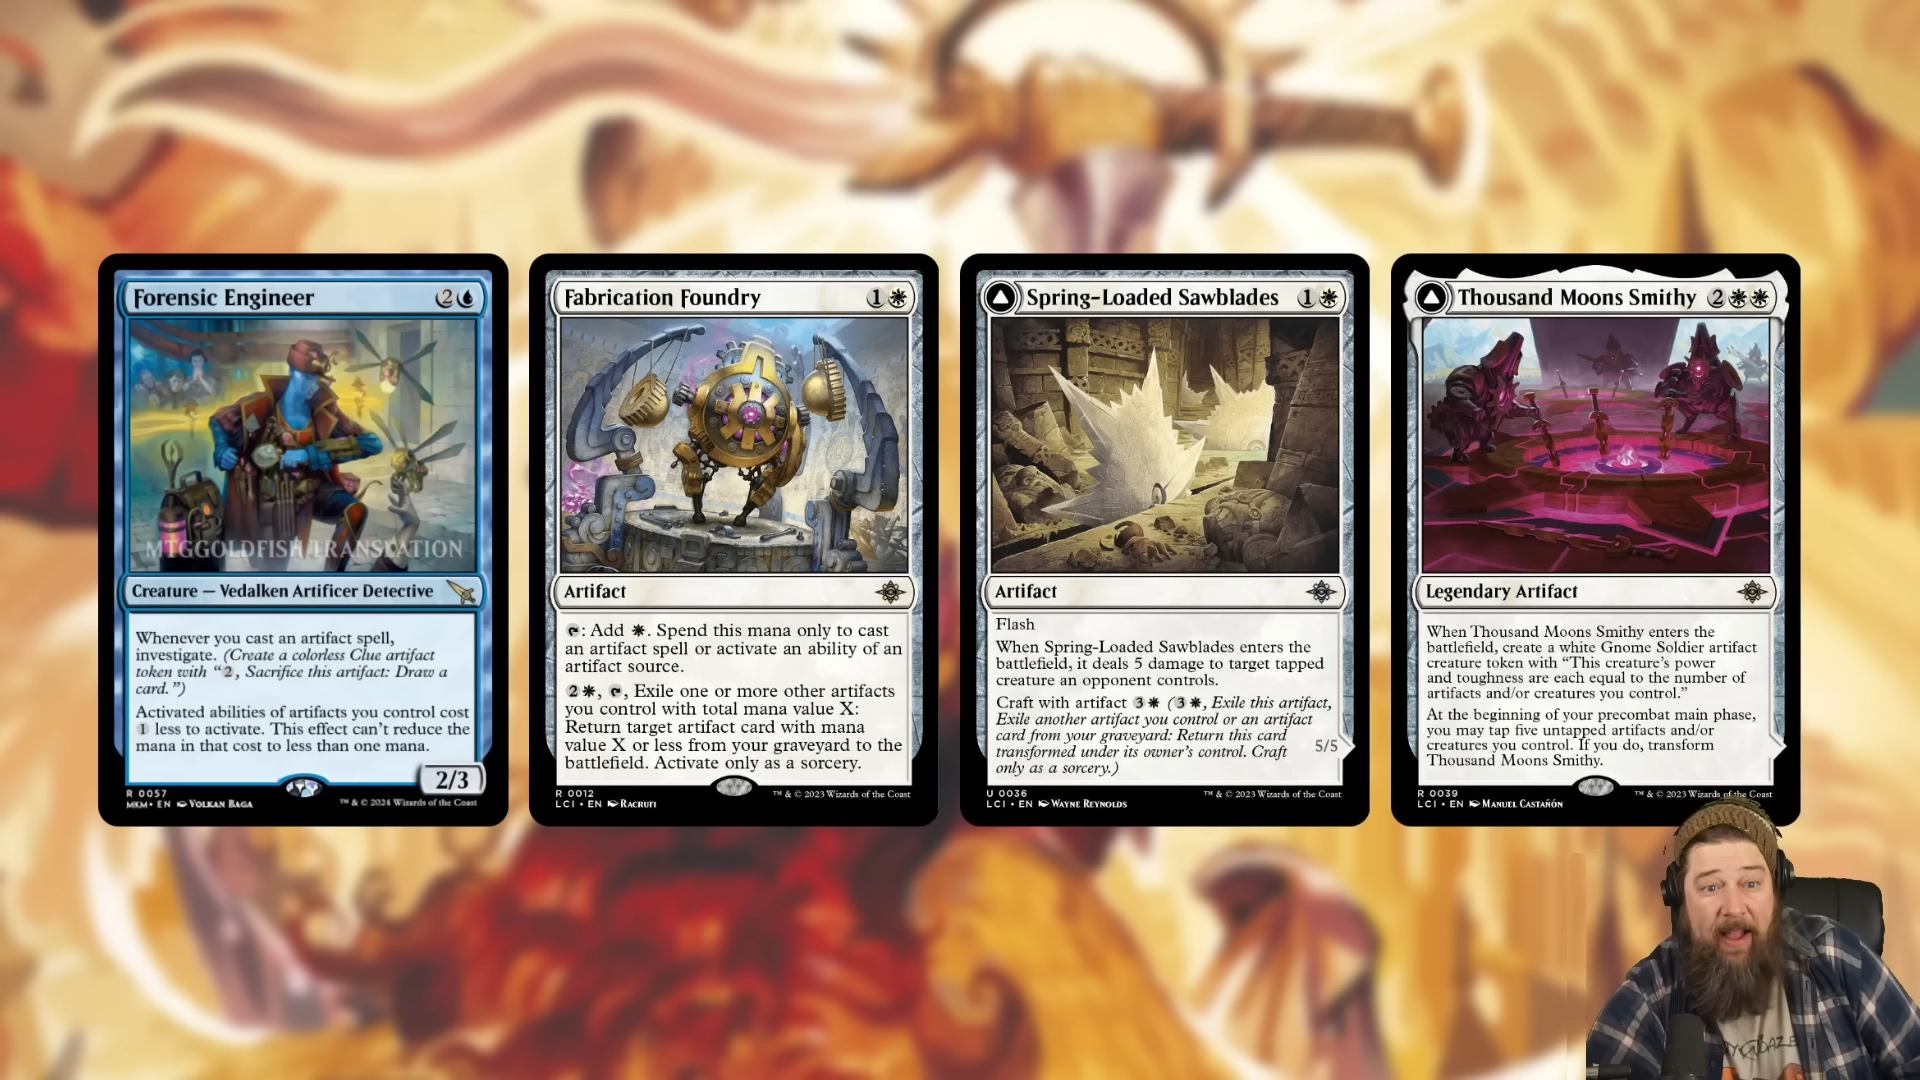 Forensic Engineer 2
MTGGOLDFISH TRANSLATION
Creature — Vedalken Artificer Detective
Whenever you cast an artifact spell,
investigate. (Create a colorless Clue artifact
token with “2, Sacrifice this artifact: Draw a
card.”)
Activated abilities of artifacts you control cost
1 less to activate. This effect can't reduce the
mana in that cost to less than one mana.
2/3
R 0057
MKM • EN Volkan Baga
™ & © 2024 Wizards of the Coast
Fabrication Foundry 1
Artifact
: Add . Spend this mana only to cast
an artifact spell or activate an ability of an
artifact source.
2, , Exile one or more other artifacts
you control with total mana value X:
Return target artifact card with mana
value X or less from your graveyard to the
battlefield. Activate only as a sorcery.
R 0012
LCI • EN Racrufi
™ & © 2023 Wizards of the Coast
Spring-Loaded Sawblades 1
Artifact
Flash
When Spring-Loaded Sawblades enters the
battlefield, it deals 5 damage to target tapped
creature an opponent controls.
Craft with artifact 3 (3, Exile this artifact,
Exile another artifact you control or an artifact
card from your graveyard: Return this card
transformed under its owner's control. Craft
only as a sorcery.)
5/5
U 0036
LCI • EN Wayne Reynolds
™ & © 2023 Wizards of the Coast
Thousand Moons Smithy 2
Legendary Artifact
When Thousand Moons Smithy enters the
battlefield, create a white Gnome Soldier artifact
creature token with “This creature's power
and toughness are each equal to the number of
artifacts and/or creatures you control.”
At the beginning of your precombat main phase,
you may tap five untapped artifacts and/or
creatures you control. If you do, transform
Thousand Moons Smithy.
R 0039
LCI • EN Manuel Castañón
™ & © 2023 Wizards of the Coast